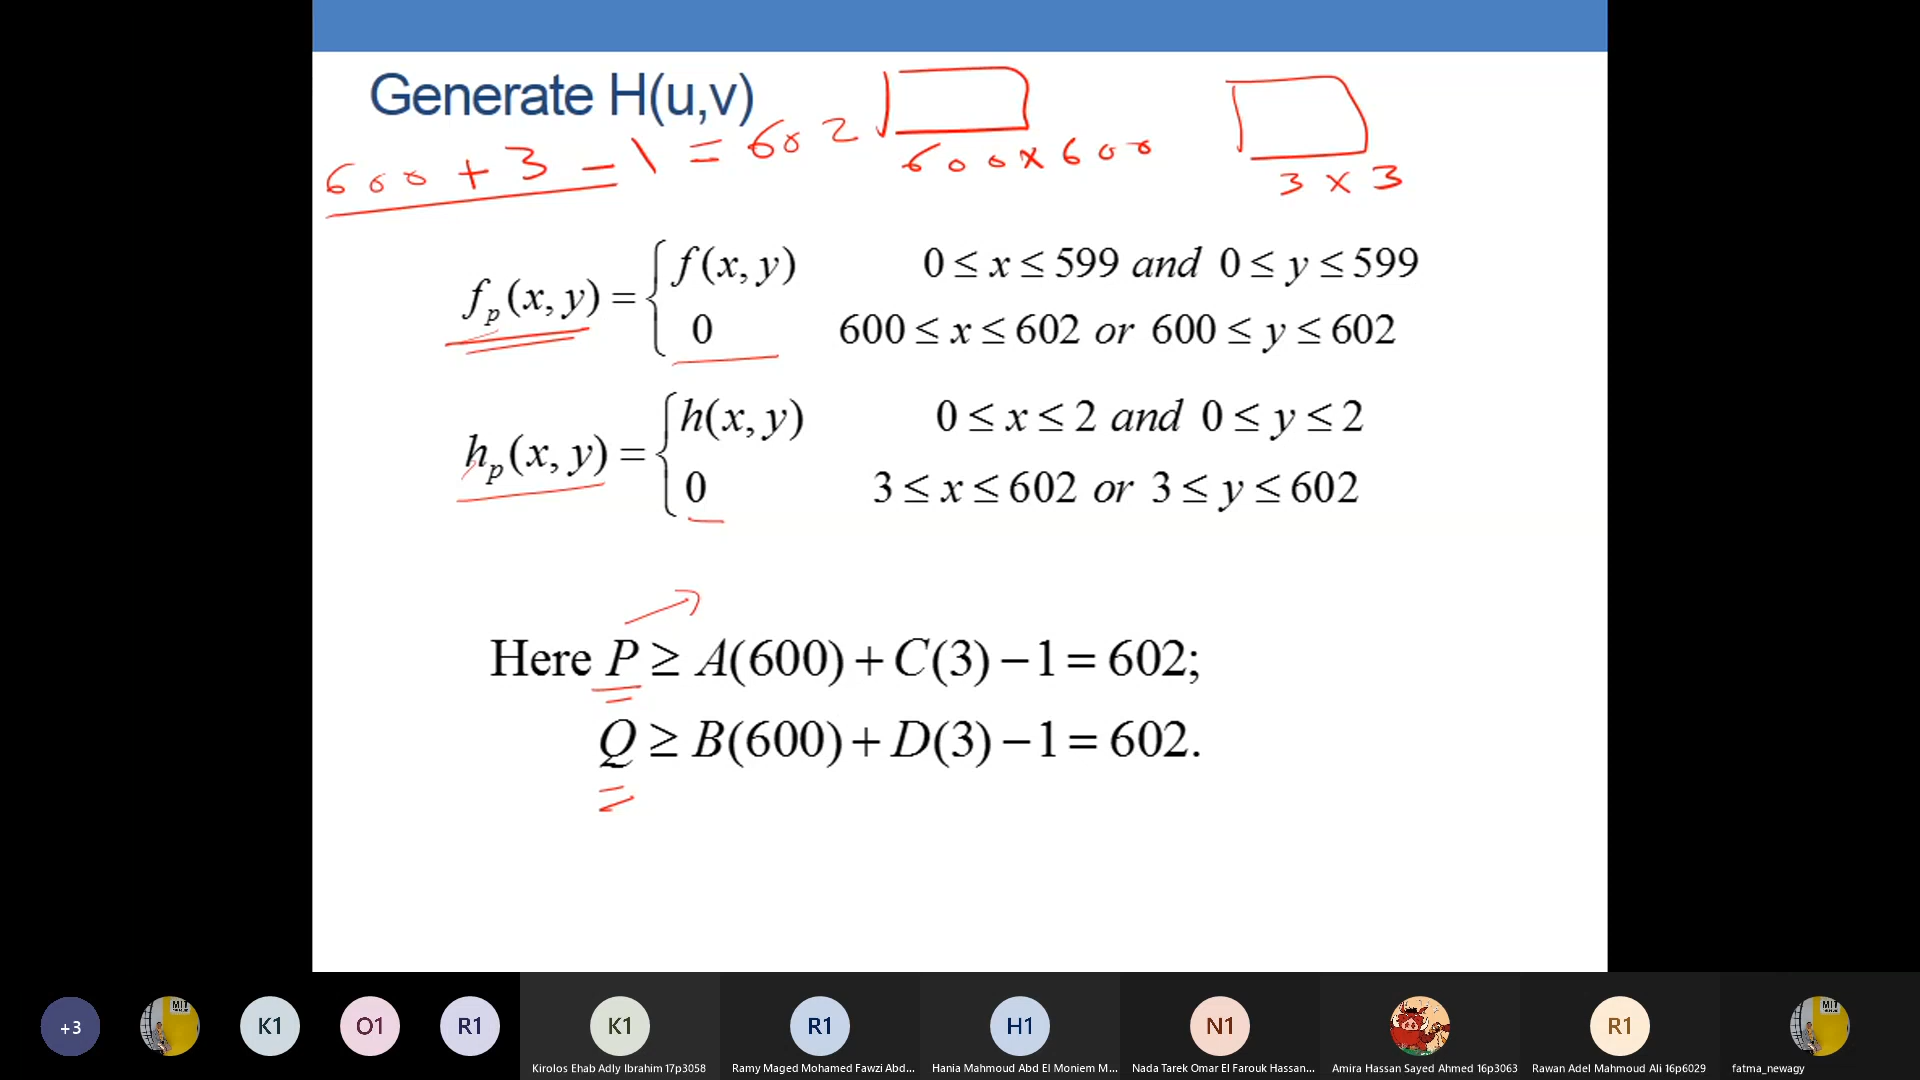 Generate H(u,v)
600 + 3 - 1 = 602
600 x 600
3 x 3
f_p(x, y) = { f(x, y) 0 ≤ x ≤ 599 and 0 ≤ y ≤ 599
0 600 ≤ x ≤ 602 or 600 ≤ y ≤ 602
h_p(x, y) = { h(x, y) 0 ≤ x ≤ 2 and 0 ≤ y ≤ 2
0 3 ≤ x ≤ 602 or 3 ≤ y ≤ 602
Here P ≥ A(600) + C(3) − 1 = 602;
Q ≥ B(600) + D(3) − 1 = 602.
+3
MIT
K1
O1
R1
K1
R1
H1
N1
R1
Kirolos Ehab Adly Ibrahim 17p3058
Ramy Maged Mohamed Fawzi Abd...
Hania Mahmoud Abd El Moniem M...
Nada Tarek Omar El Farouk Hassan...
Amira Hassan Sayed Ahmed 16p3063
Rawan Adel Mahmoud Ali 16p6029
MIT
fatma_newagy